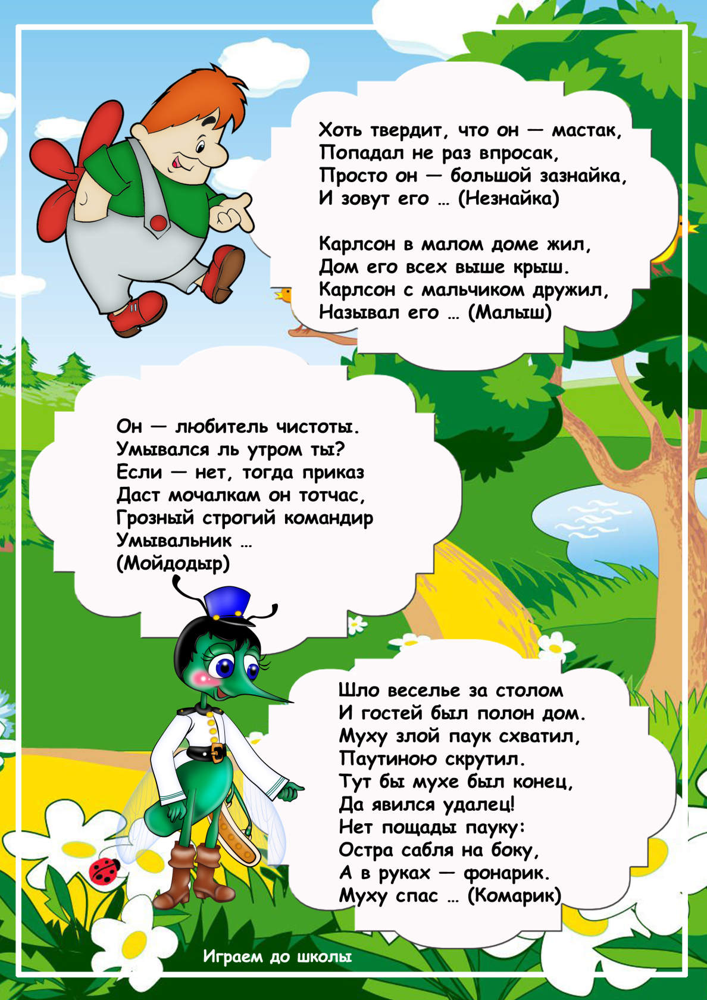 Хоть твердит, что он — мастак,
Попадал не раз впросак,
Просто он — большой зазнайка,
И зовут его ... (Незнайка)
Карлсон в малом доме жил,
Дом его всех выше крыш.
Карлсон с мальчиком дружил,
Называл его ... (Малыш)
Он — любитель чистоты.
Умывался ль утром ты?
Если — нет, тогда приказ
Даст мочалкам он тотчас,
Грозный строгий командир
Умывальник ...
(Мойдодыр)
Шло веселье за столом
И гостей был полон дом.
Муху злой паук схватил,
Паутиною скрутил.
Тут бы мухе был конец,
Да явился удалец!
Нет пощады пауку:
Остра сабля на боку,
А в руках — фонарик.
Муху спас ... (Комарик)
Играем до школы